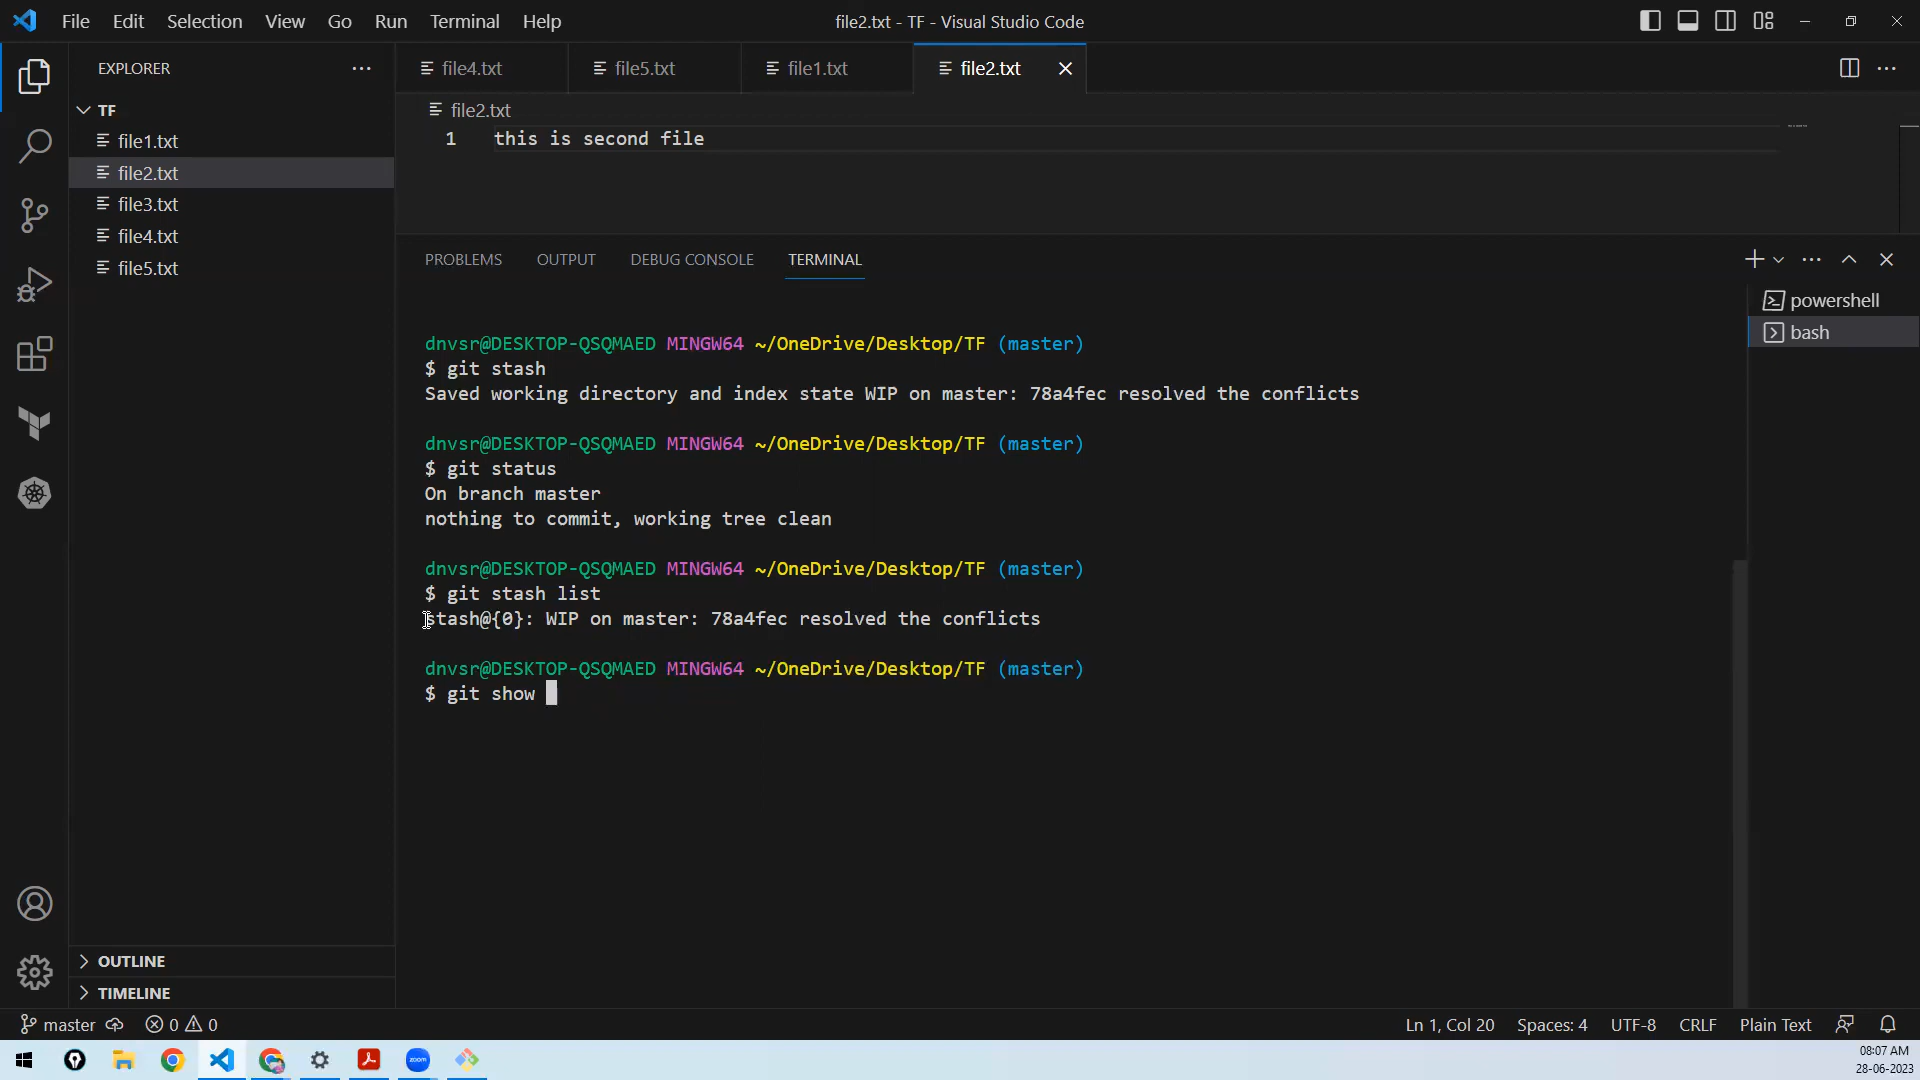 File Edit Selection View Go Run Terminal Help
file2.txt - TF - Visual Studio Code
EXPLORER
TF
file1.txt
file2.txt
file3.txt
file4.txt
file5.txt
OUTLINE
TIMELINE
file4.txt file5.txt file1.txt file2.txt
file2.txt
1 this is second file
PROBLEMS OUTPUT DEBUG CONSOLE TERMINAL
powershell
bash
dnvsr@DESKTOP-QSQMAED MINGW64 ~/OneDrive/Desktop/TF (master)
$ git stash
Saved working directory and index state WIP on master: 78a4fec resolved the conflicts
dnvsr@DESKTOP-QSQMAED MINGW64 ~/OneDrive/Desktop/TF (master)
$ git status
On branch master
nothing to commit, working tree clean
dnvsr@DESKTOP-QSQMAED MINGW64 ~/OneDrive/Desktop/TF (master)
$ git stash list
stash@{0}: WIP on master: 78a4fec resolved the conflicts
dnvsr@DESKTOP-QSQMAED MINGW64 ~/OneDrive/Desktop/TF (master)
$ git show
master 0 0
Ln 1, Col 20 Spaces: 4 UTF-8 CRLF Plain Text
zoom
08:07 AM
28-06-2023